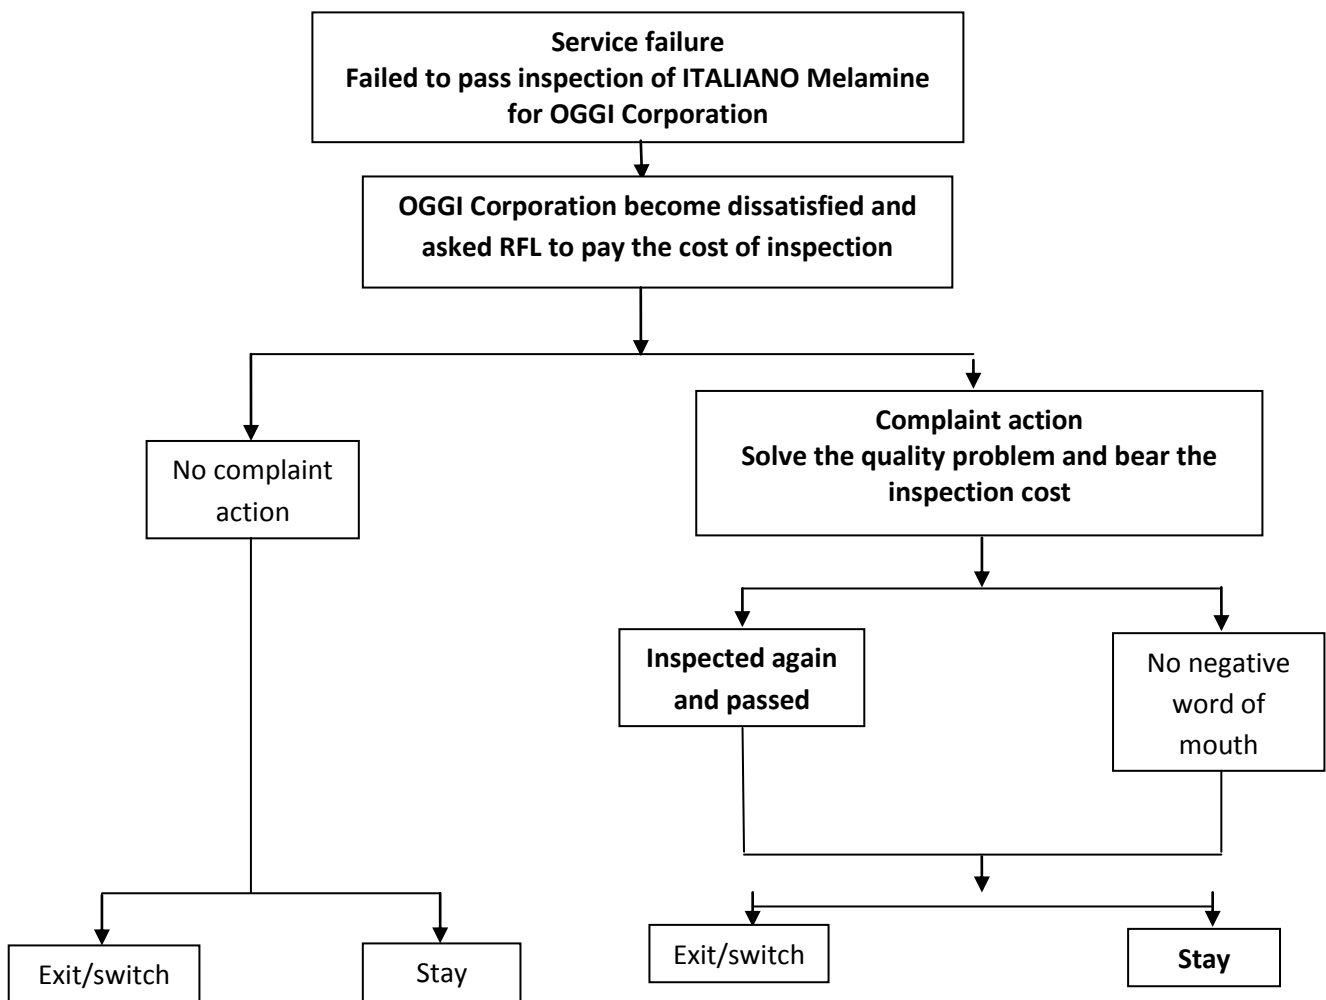 Service failure
Failed to pass inspection of ITALIANO Melamine
for OGGI Corporation
OGGI Corporation become dissatisfied and
asked RFL to pay the cost of inspection
No complaint
action
Complaint action
Solve the quality problem and bear the
inspection cost
Inspected again
and passed
No negative
word of
mouth
Exit/switch
Stay
Exit/switch
Stay